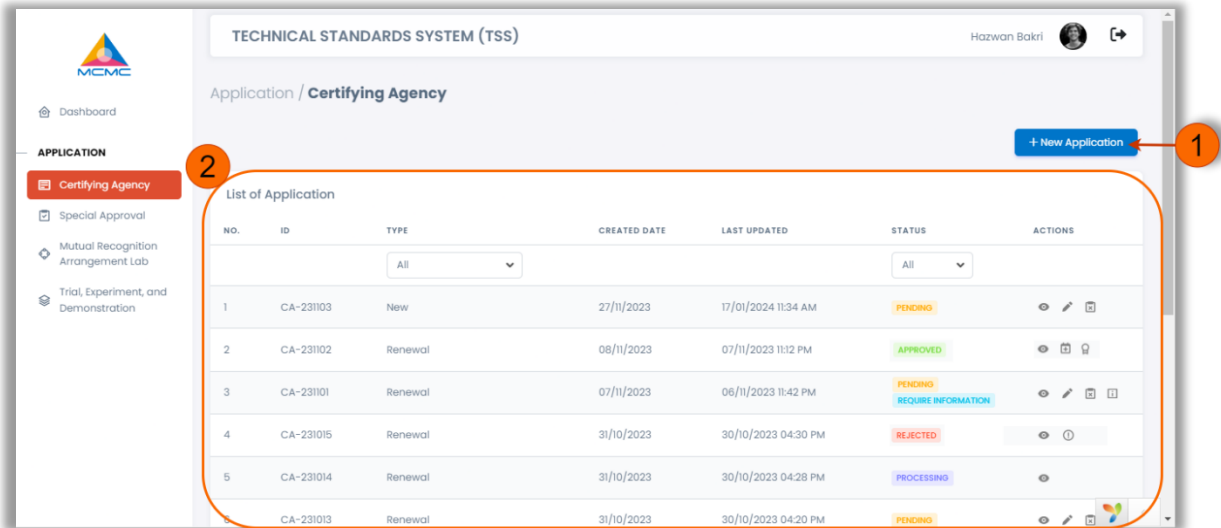 MCMC
TECHNICAL STANDARDS SYSTEM (TSS)
Hazwan Bakri
Dashboard
APPLICATION
Certifying Agency
Special Approval
Mutual Recognition
Arrangement Lab
Trial, Experiment, and
Demonstration
Application / Certifying Agency
+ New Application
1
2
List of Application
NO. ID TYPE CREATED DATE LAST UPDATED STATUS ACTIONS
All All
1 CA-231103 New 27/11/2023 17/01/2024 11:34 AM PENDING
2 CA-231102 Renewal 08/11/2023 07/11/2023 11:12 PM APPROVED
3 CA-231101 Renewal 07/11/2023 06/11/2023 11:42 PM PENDING
REQUIRE INFORMATION
4 CA-231015 Renewal 31/10/2023 30/10/2023 04:30 PM REJECTED
5 CA-231014 Renewal 31/10/2023 30/10/2023 04:28 PM PROCESSING
6 CA-231013 Renewal 31/10/2023 30/10/2023 04:20 PM PENDING